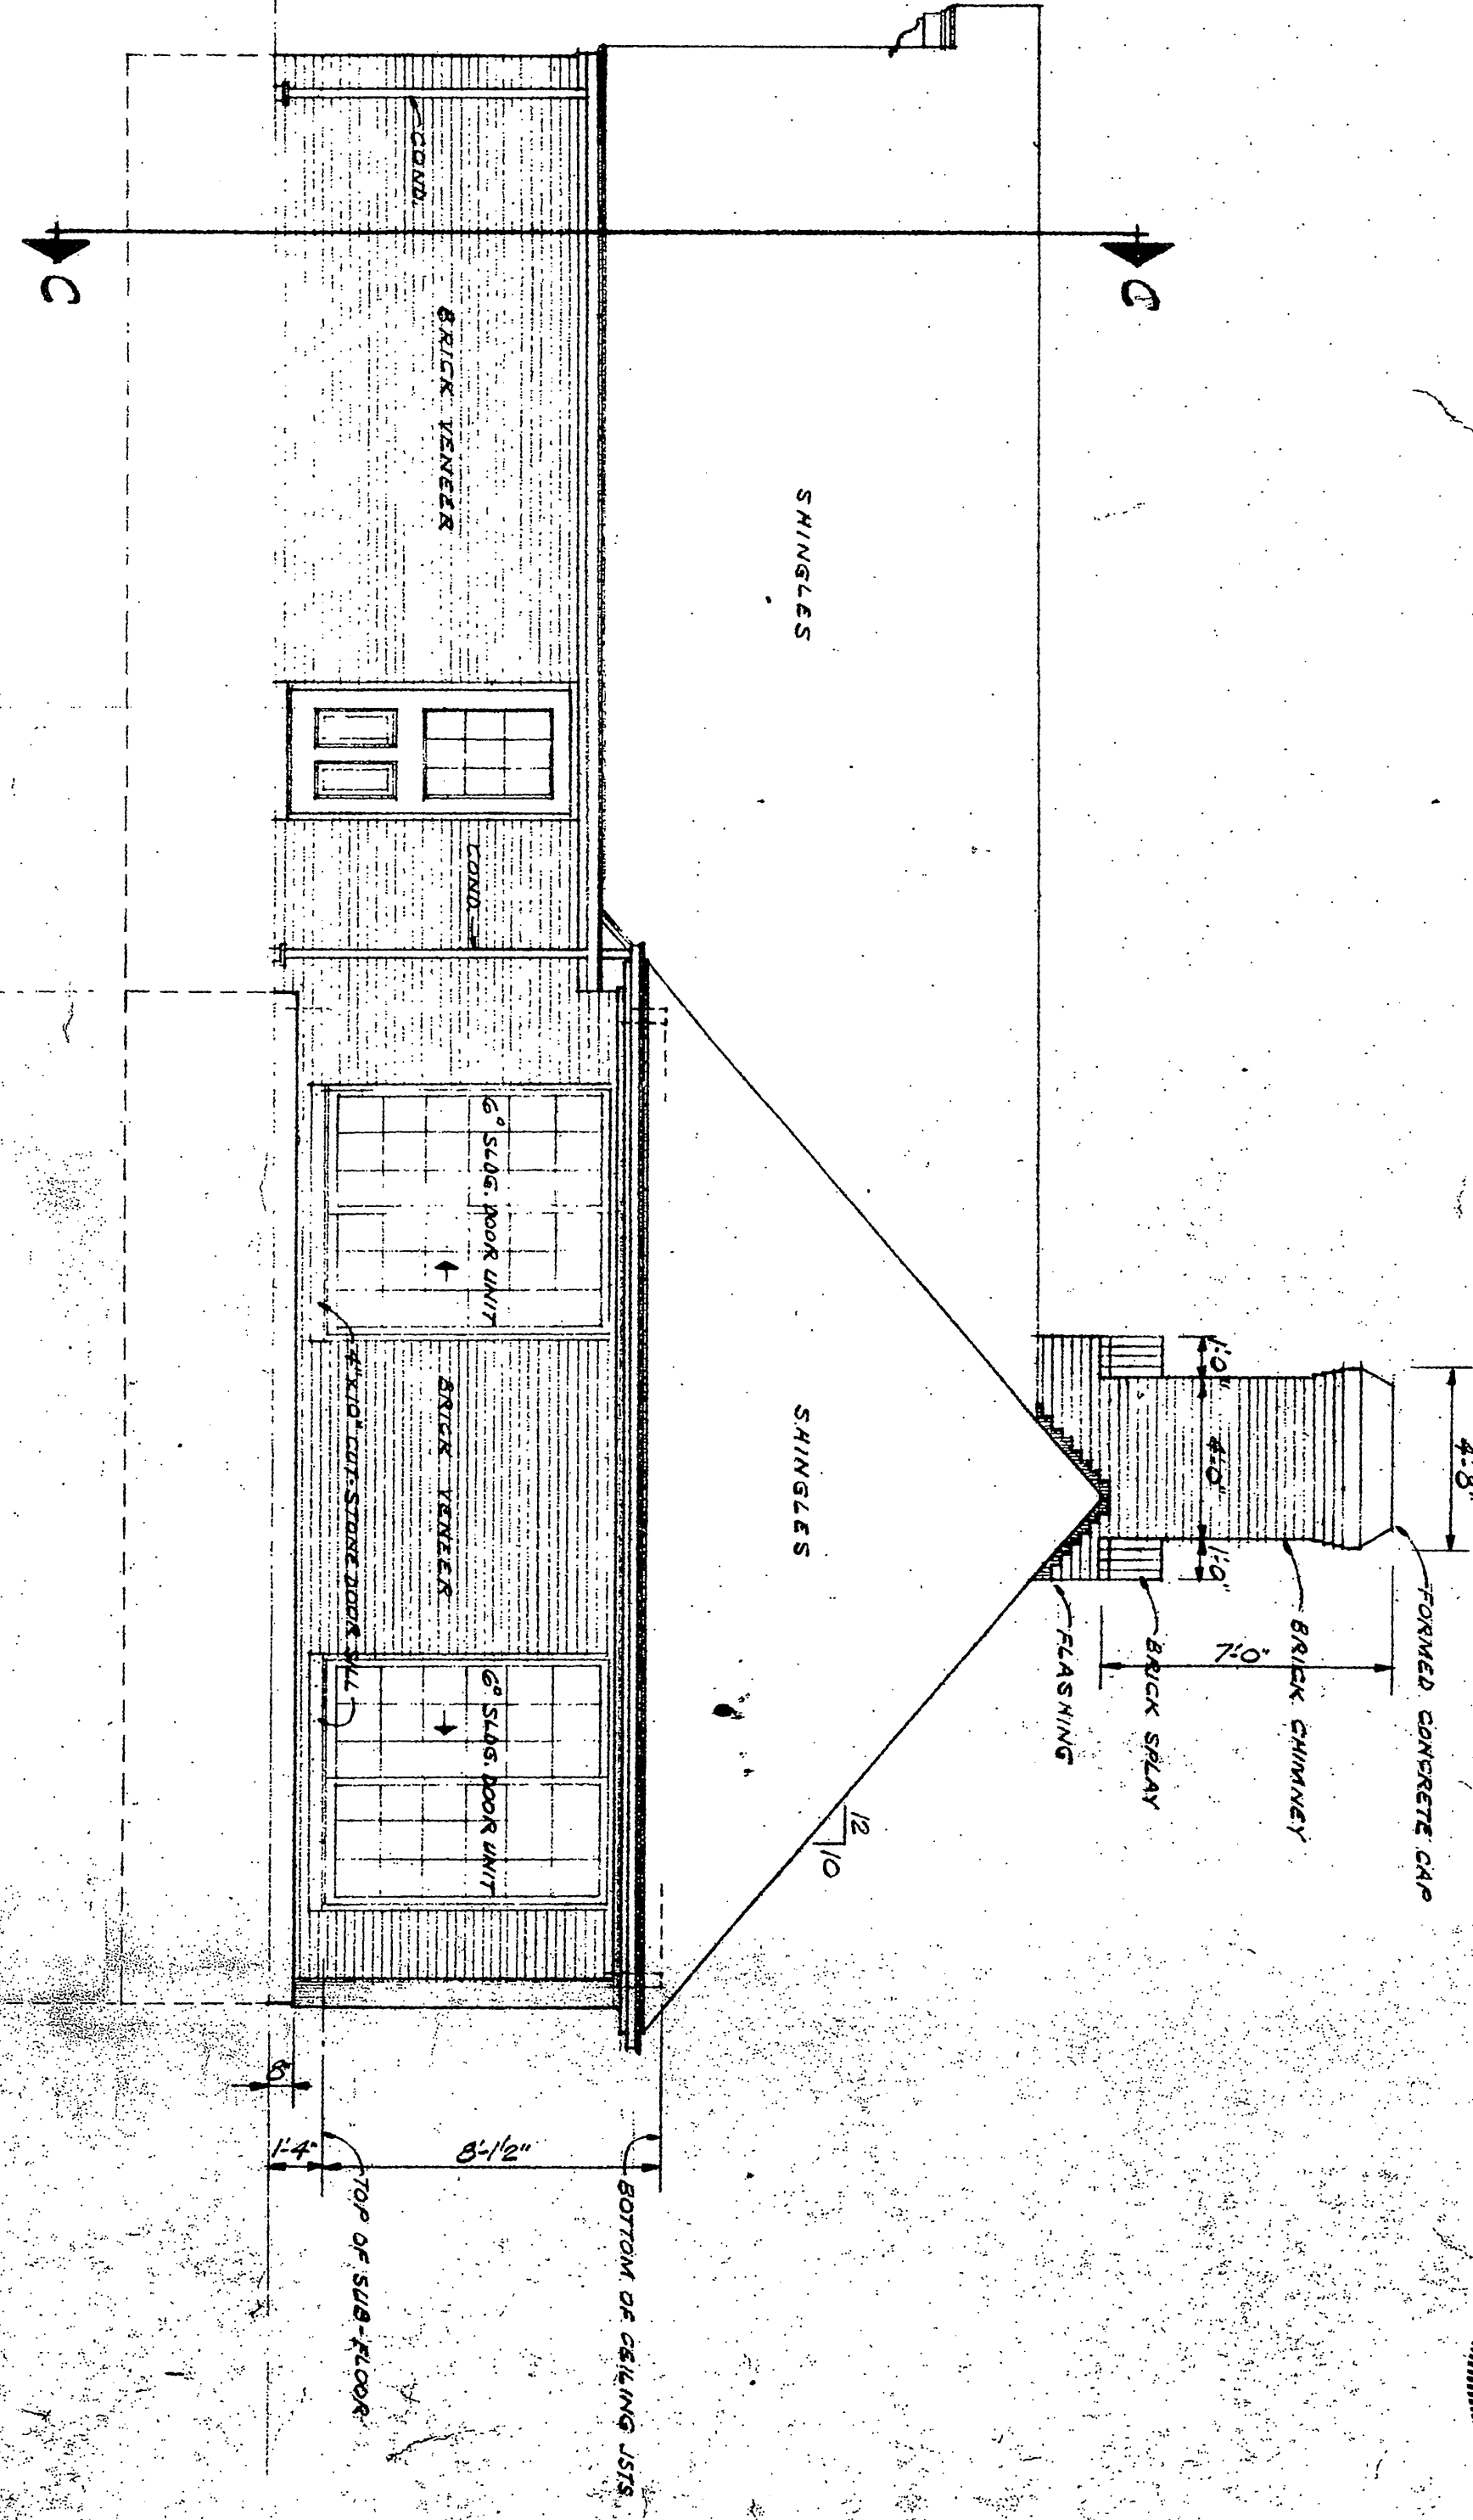 4'-8"
FORMED CONCRETE CAP
C
1'-0"
4'-0"
1'-0"
BRICK CHIMNEY
7'-0"
BRICK SPLAY
FLASHING
12
10
SHINGLES
SHINGLES
BOTTOM OF CEILING JSTS.
COND.
BRICK VENEER
COND.
6⁰ SLDG. DOOR UNIT
BRICK VENEER
6⁰ SLDG. DOOR UNIT
8'-1½"
4"X10" CUT-STONE DOOR SILL
TOP OF SUB-FLOOR
1'-4"
8"
C